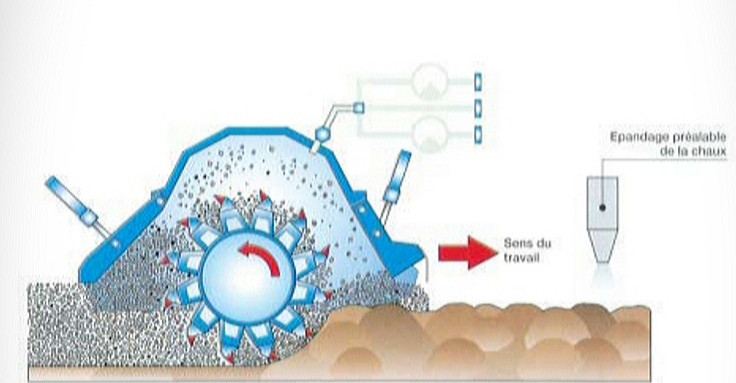 Epandage préalable
de la chaux
Sens du
travail